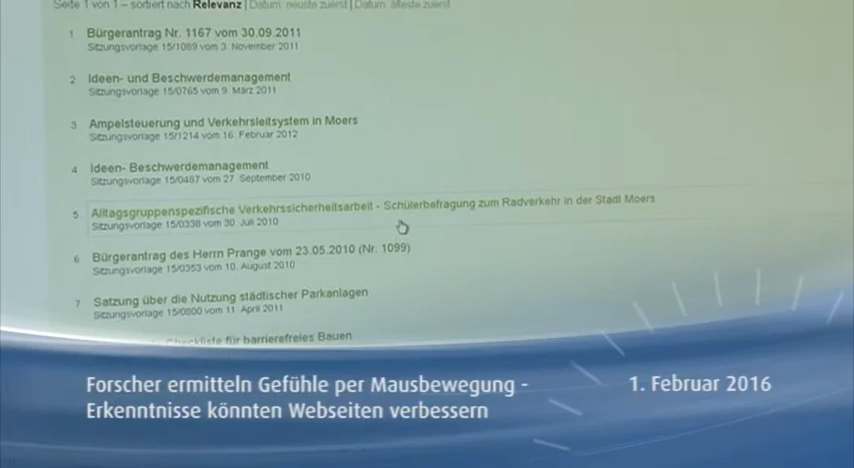 Seite 1 von 1 – sortiert nach Relevanz | Datum: neuste zuerst | Datum: älteste zuerst
1 Bürgerantrag Nr. 1167 vom 30.09.2011
Sitzungsvorlage 15/1089 vom 3. November 2011
2 Ideen- und Beschwerdemanagement
Sitzungsvorlage 15/0765 vom 9. März 2011
3 Ampelsteuerung und Verkehrsleitsystem in Moers
Sitzungsvorlage 15/1214 vom 16. Februar 2012
4 Ideen- Beschwerdemanagement
Sitzungsvorlage 15/0487 vom 27. September 2010
5 Alltagsgruppenspezifische Verkehrssicherheitsarbeit - Schülerbefragung zum Radverkehr in der Stadt Moers
Sitzungsvorlage 15/0338 vom 30. Juli 2010
6 Bürgerantrag des Herrn Prange vom 23.05.2010 (Nr. 1099)
Sitzungsvorlage 15/0353 vom 10. August 2010
7 Satzung über die Nutzung städtischer Parkanlagen
Sitzungsvorlage 15/0800 vom 11. April 2011
Checkliste für barrierefreies Bauen
Forscher ermitteln Gefühle per Mausbewegung - 1. Februar 2016
Erkenntnisse könnten Webseiten verbessern